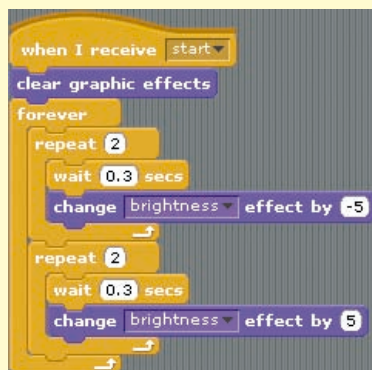 when I receive start
clear graphic effects
forever
repeat 2
wait 0.3 secs
change brightness effect by -5
repeat 2
wait 0.3 secs
change brightness effect by 5